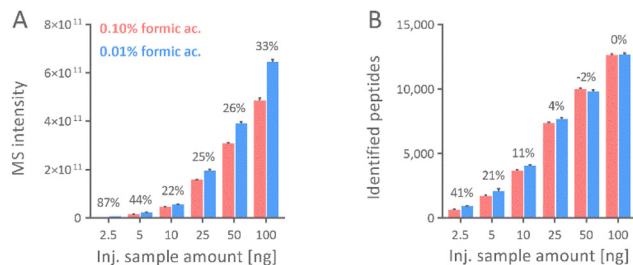 A
0.10% formic ac.
0.01% formic ac.
MS intensity
8×10¹¹
6×10¹¹
4×10¹¹
2×10¹¹
0
87%
44%
22%
25%
26%
33%
2.5 5 10 25 50 100
Inj. sample amount [ng]
B
Identified peptides
15,000
10,000
5,000
0
41%
21%
11%
4%
-2%
0%
2.5 5 10 25 50 100
Inj. sample amount [ng]